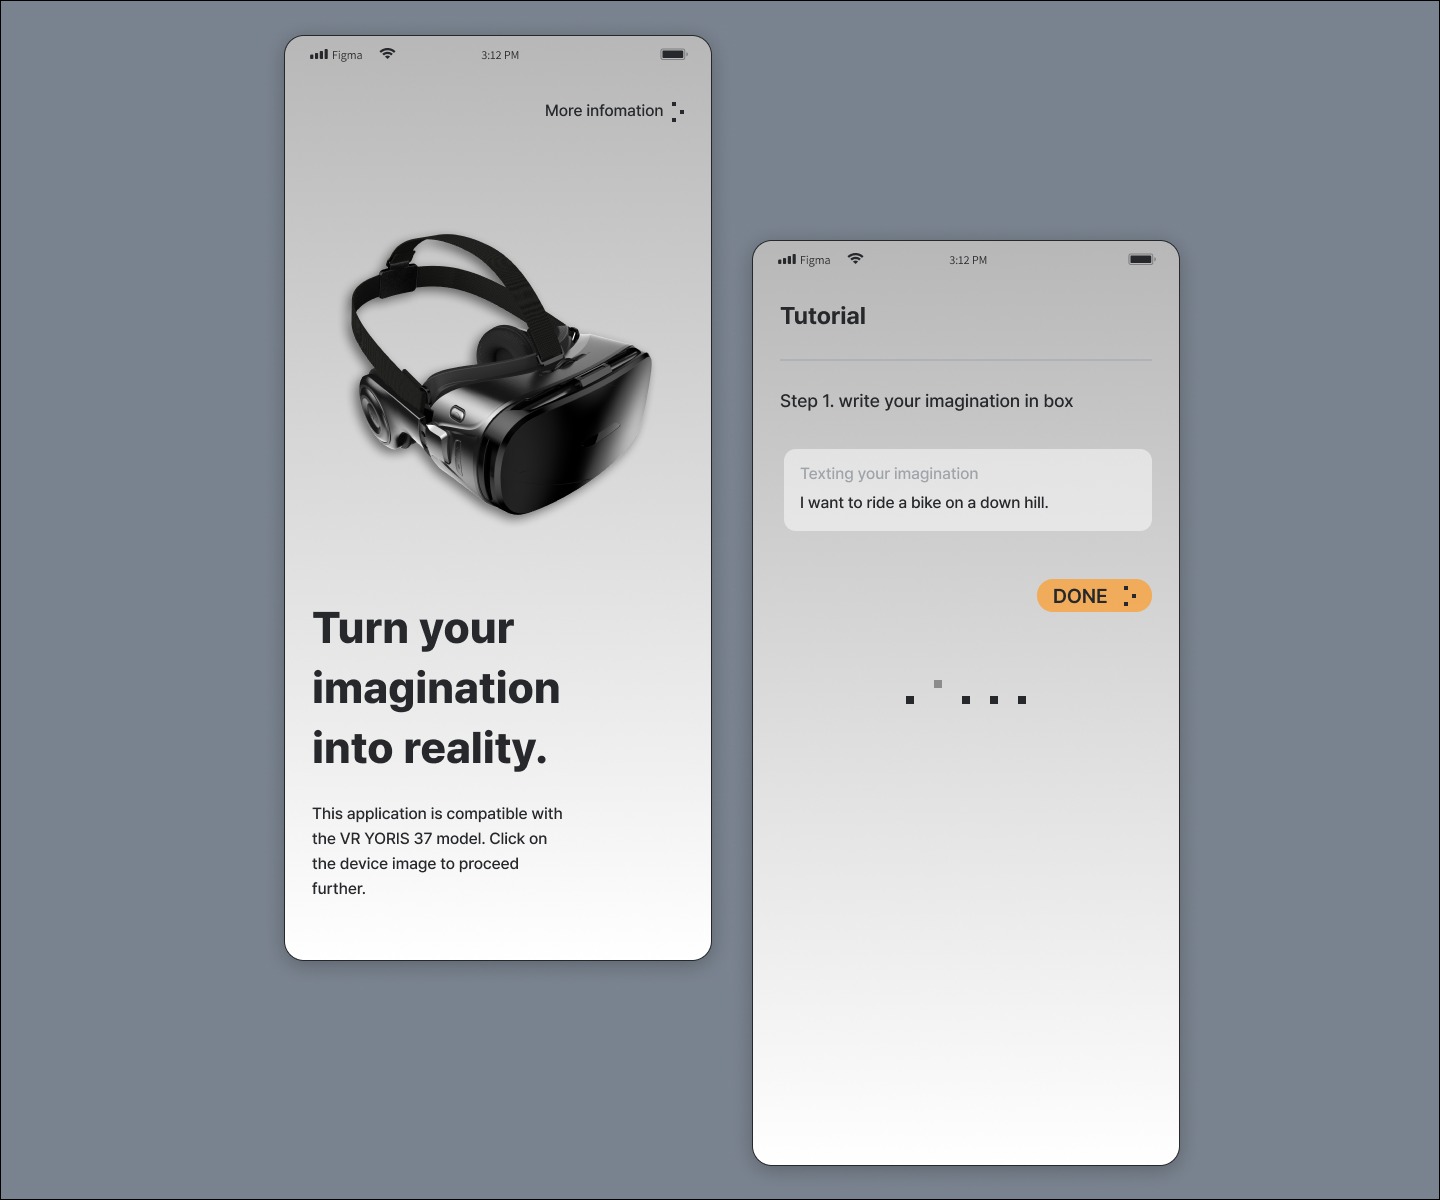 Figma 3:12 PM
More infomation
Turn your
imagination
into reality.
This application is compatible with
the VR YORIS 37 model. Click on
the device image to proceed
further.
Figma 3:12 PM
Tutorial
Step 1. write your imagination in box
Texting your imagination
I want to ride a bike on a down hill.
DONE